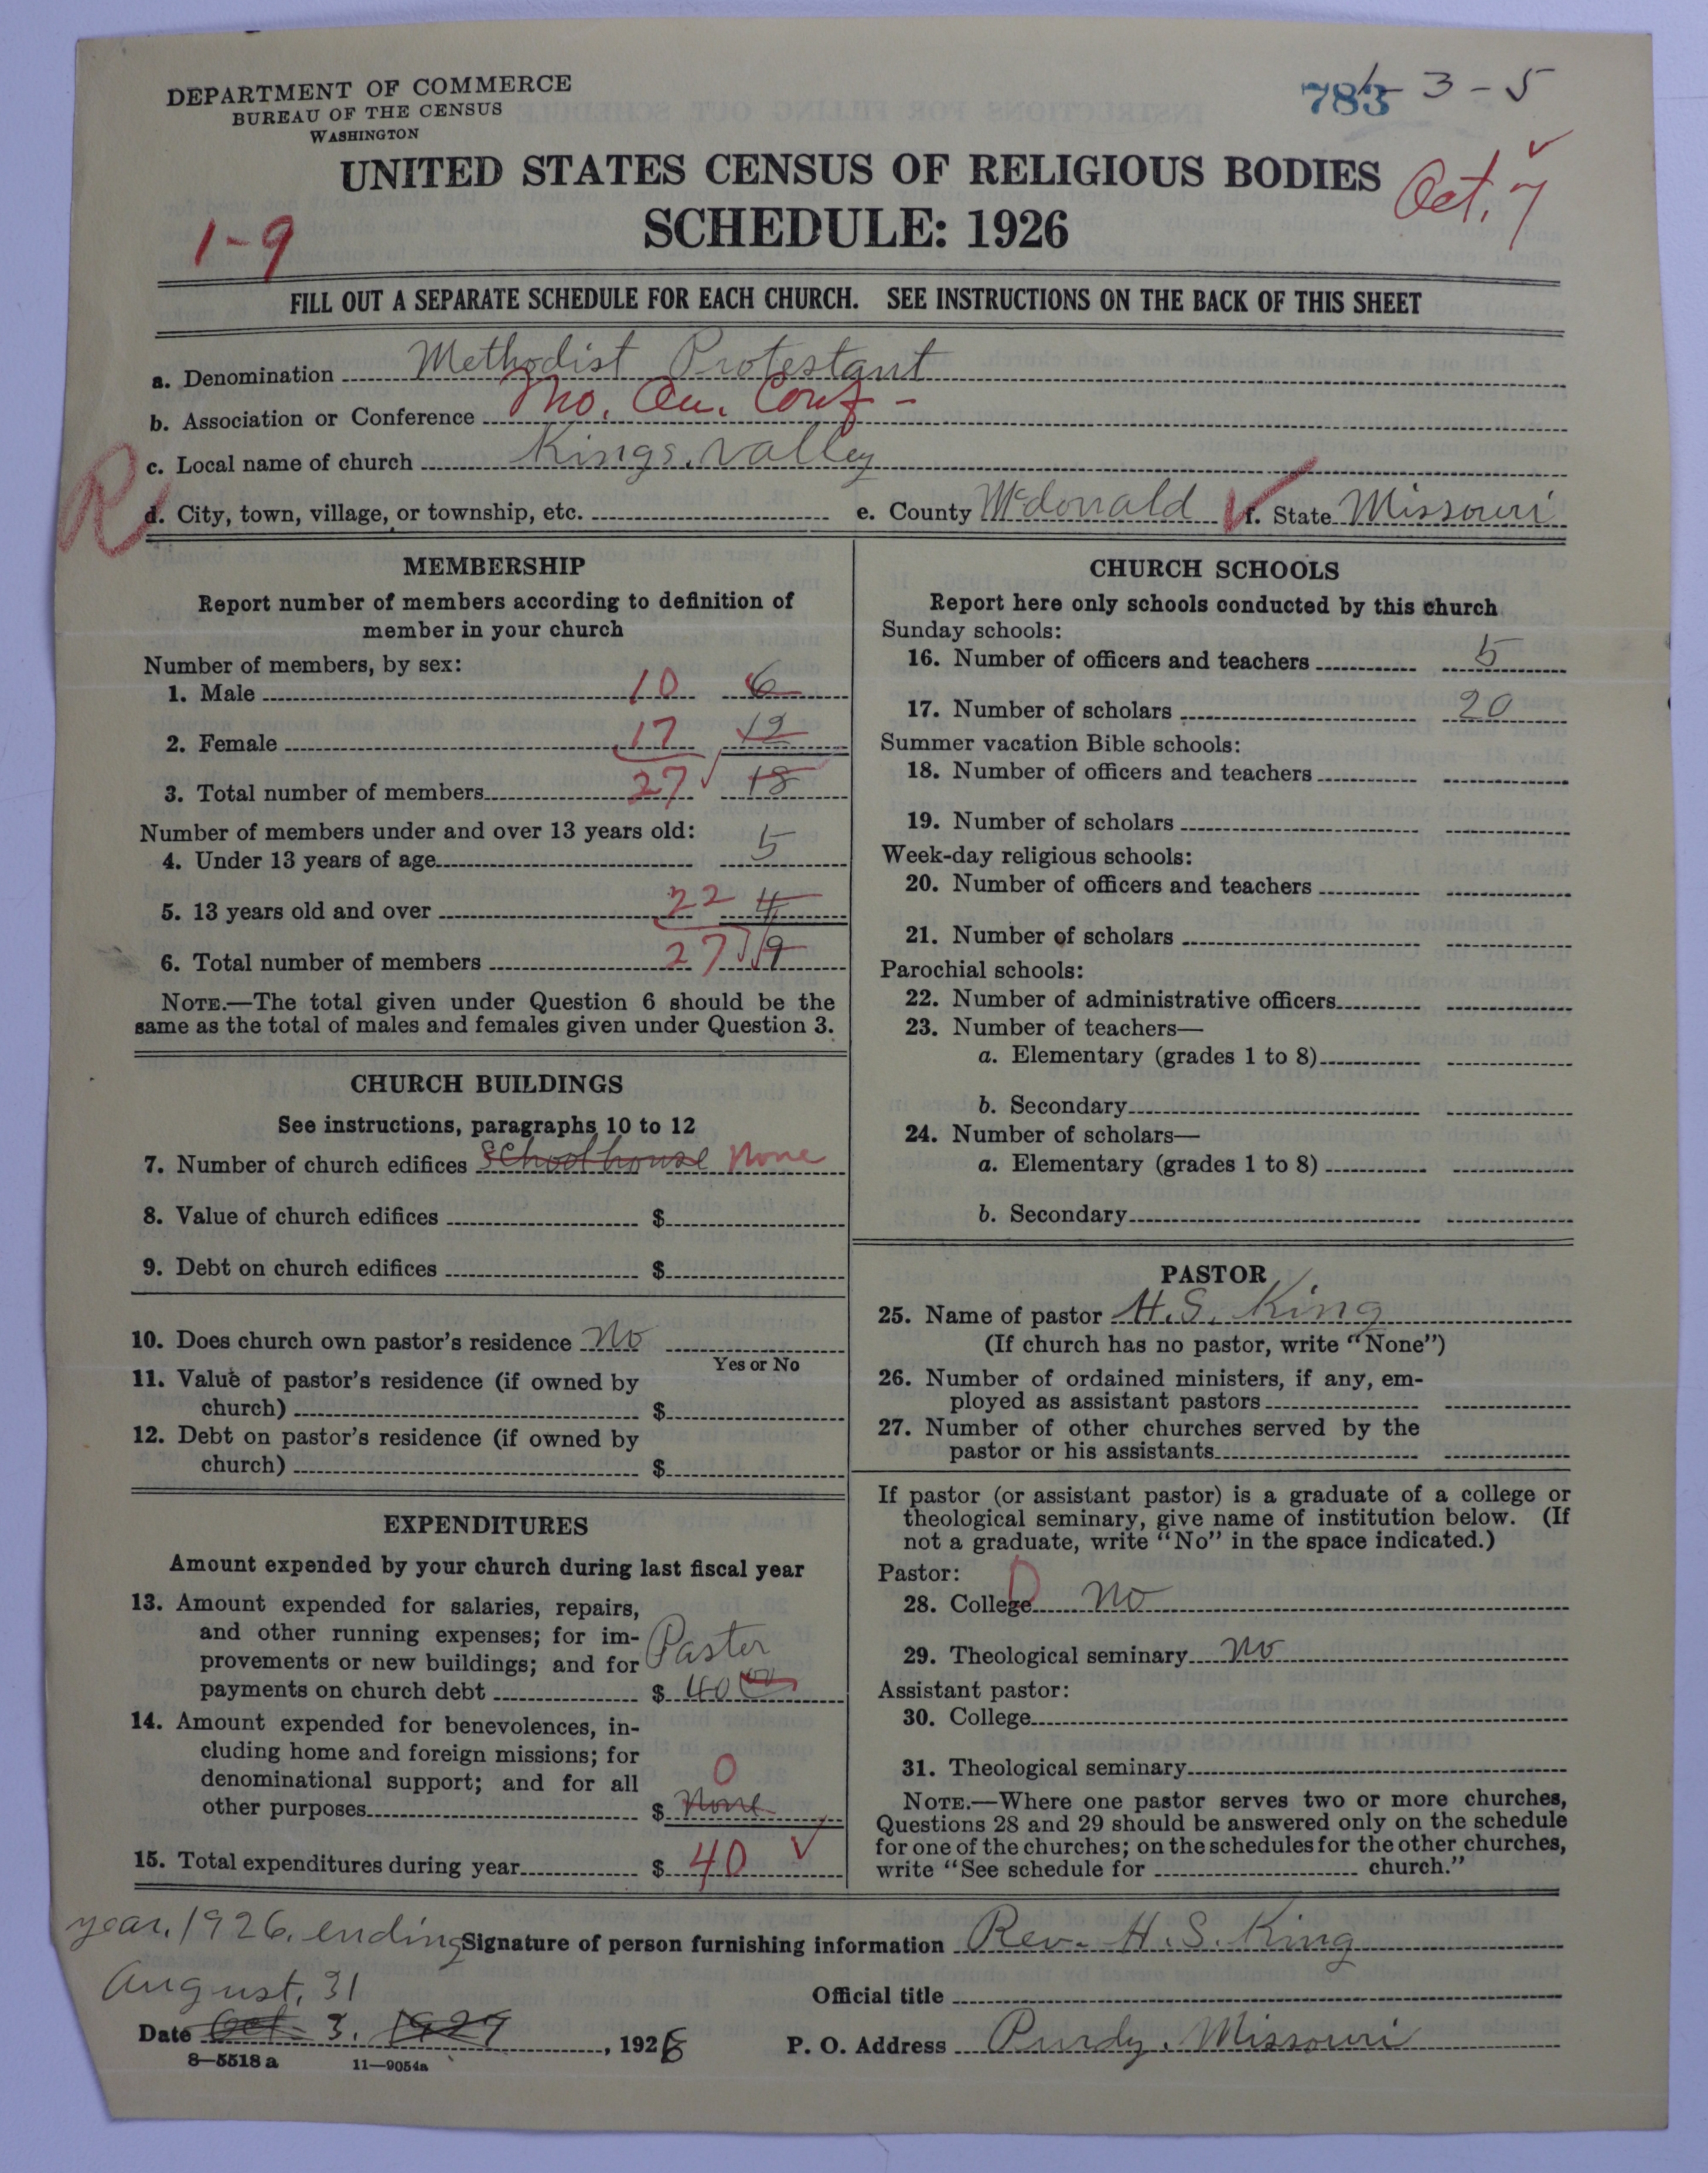 DEPARTMENT OF COMMERCE
BUREAU OF THE CENSUS
WASHINGTON
783 1-3-5
UNITED STATES CENSUS OF RELIGIOUS BODIES
SCHEDULE: 1926
Oct. 7
1-9
FILL OUT A SEPARATE SCHEDULE FOR EACH CHURCH. SEE INSTRUCTIONS ON THE BACK OF THIS SHEET
a. Denomination Methodist Protestant
b. Association or Conference Mo. An. Conf -
c. Local name of church Kings. Valley
R
d. City, town, village, or township, etc. e. County McDonald f. State Missouri
MEMBERSHIP
Report number of members according to definition of
member in your church
Number of members, by sex:
1. Male 10 6
2. Female 17 12
3. Total number of members 27 18
Number of members under and over 13 years old:
4. Under 13 years of age 5
5. 13 years old and over 22 4
6. Total number of members 27 9
NOTE.—The total given under Question 6 should be the
same as the total of males and females given under Question 3.
CHURCH BUILDINGS
See instructions, paragraphs 10 to 12
7. Number of church edifices School house None
8. Value of church edifices $
9. Debt on church edifices $
10. Does church own pastor's residence No
Yes or No
11. Value of pastor's residence (if owned by
church) $
12. Debt on pastor's residence (if owned by
church) $
EXPENDITURES
Amount expended by your church during last fiscal year
13. Amount expended for salaries, repairs,
and other running expenses; for im-
provements or new buildings; and for Paster
payments on church debt $ 40 00
14. Amount expended for benevolences, in-
cluding home and foreign missions; for
denominational support; and for all 0
other purposes $ None
15. Total expenditures during year $ 40
CHURCH SCHOOLS
Report here only schools conducted by this church
Sunday schools:
16. Number of officers and teachers 5
17. Number of scholars 20
Summer vacation Bible schools:
18. Number of officers and teachers
19. Number of scholars
Week-day religious schools:
20. Number of officers and teachers
21. Number of scholars
Parochial schools:
22. Number of administrative officers
23. Number of teachers—
a. Elementary (grades 1 to 8)
b. Secondary
24. Number of scholars—
a. Elementary (grades 1 to 8)
b. Secondary
PASTOR
25. Name of pastor H. S. King
(If church has no pastor, write "None")
26. Number of ordained ministers, if any, em-
ployed as assistant pastors
27. Number of other churches served by the
pastor or his assistants
If pastor (or assistant pastor) is a graduate of a college or
theological seminary, give name of institution below. (If
not a graduate, write "No" in the space indicated.)
Pastor:
28. College No
29. Theological seminary No
Assistant pastor:
30. College
31. Theological seminary
NOTE.—Where one pastor serves two or more churches,
Questions 28 and 29 should be answered only on the schedule
for one of the churches; on the schedules for the other churches,
write "See schedule for church."
year. 1926. ending
Signature of person furnishing information Rev. H. S. King
August, 31
Official title
Date Oct. 3. 1927, 1926
P. O. Address Purdy, Missouri
8—5518 a 11—9054a